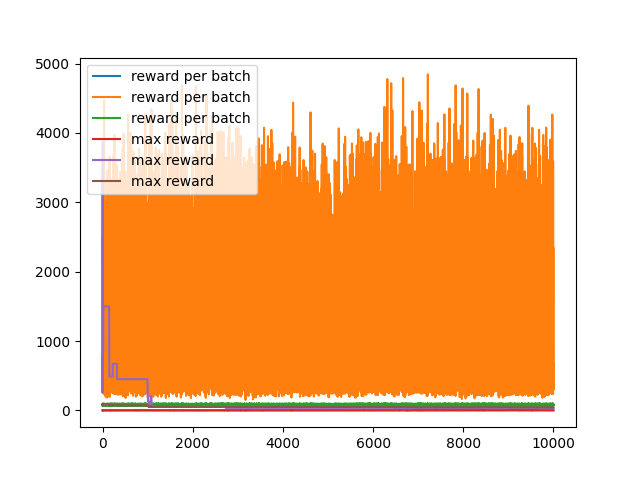 5000
4000
3000
2000
1000
0
reward per batch
reward per batch
reward per batch
max reward
max reward
max reward
0 2000 4000 6000 8000 10000